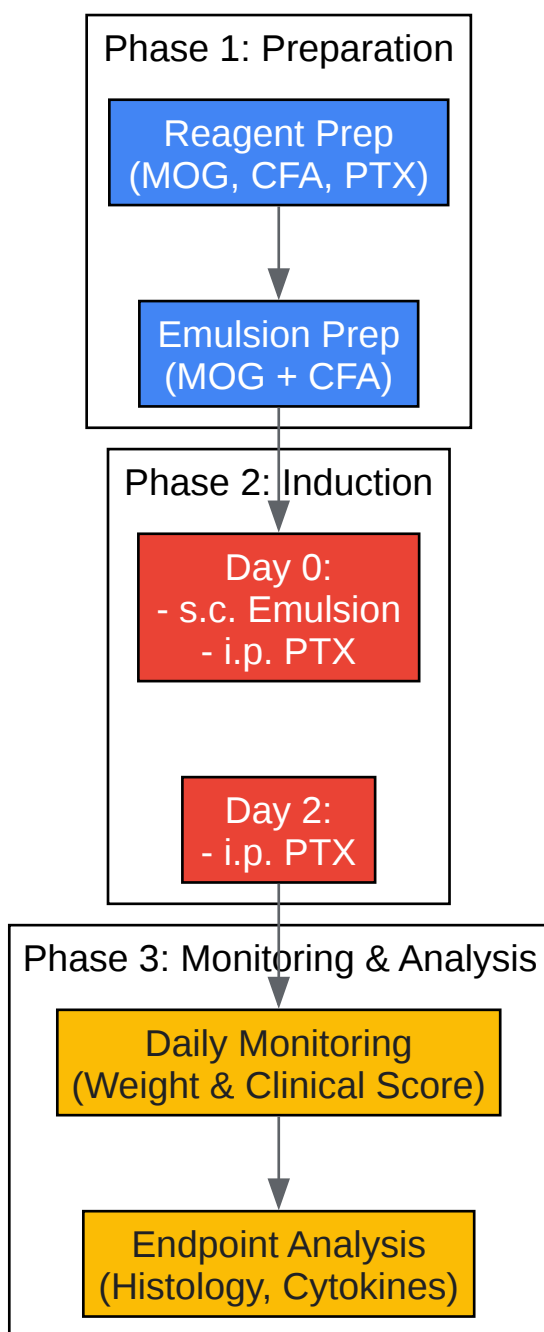 Phase 1: Preparation
Reagent Prep
(MOG, CFA, PTX)
Emulsion Prep
(MOG + CFA)
Phase 2: Induction
Day 0:
- s.c. Emulsion
- i.p. PTX
Day 2:
- i.p. PTX
Phase 3: Monitoring & Analysis
Daily Monitoring
(Weight & Clinical Score)
Endpoint Analysis
(Histology, Cytokines)